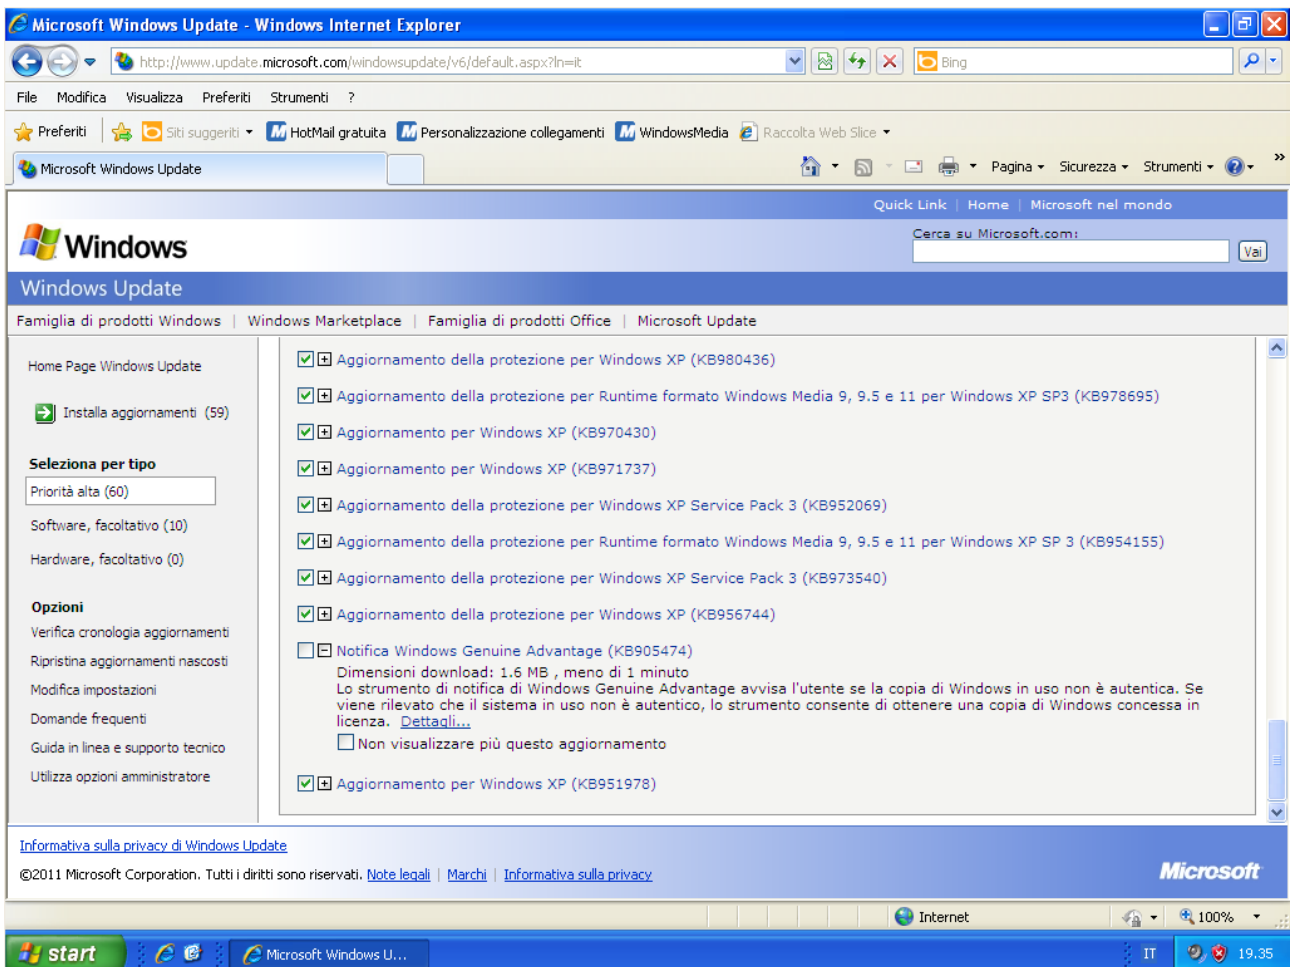 Microsoft Windows Update - Windows Internet Explorer
http://www.update.microsoft.com/windowsupdate/v6/default.aspx?ln=it
Bing
File Modifica Visualizza Preferiti Strumenti ?
Preferiti Siti suggeriti HotMail gratuita Personalizzazione collegamenti WindowsMedia Raccolta Web Slice
Microsoft Windows Update
Pagina Sicurezza Strumenti »
Quick Link | Home | Microsoft nel mondo
Windows
Cerca su Microsoft.com:
Vai
Windows Update
Famiglia di prodotti Windows | Windows Marketplace | Famiglia di prodotti Office | Microsoft Update
Home Page Windows Update
Installa aggiornamenti (59)
Seleziona per tipo
Priorità alta (60)
Software, facoltativo (10)
Hardware, facoltativo (0)
Opzioni
Verifica cronologia aggiornamenti
Ripristina aggiornamenti nascosti
Modifica impostazioni
Domande frequenti
Guida in linea e supporto tecnico
Utilizza opzioni amministratore
Aggiornamento della protezione per Windows XP (KB980436)
Aggiornamento della protezione per Runtime formato Windows Media 9, 9.5 e 11 per Windows XP SP3 (KB978695)
Aggiornamento per Windows XP (KB970430)
Aggiornamento per Windows XP (KB971737)
Aggiornamento della protezione per Windows XP Service Pack 3 (KB952069)
Aggiornamento della protezione per Runtime formato Windows Media 9, 9.5 e 11 per Windows XP SP 3 (KB954155)
Aggiornamento della protezione per Windows XP Service Pack 3 (KB973540)
Aggiornamento della protezione per Windows XP (KB956744)
Notifica Windows Genuine Advantage (KB905474)
Dimensioni download: 1.6 MB , meno di 1 minuto
Lo strumento di notifica di Windows Genuine Advantage avvisa l'utente se la copia di Windows in uso non è autentica. Se
viene rilevato che il sistema in uso non è autentico, lo strumento consente di ottenere una copia di Windows concessa in
licenza. Dettagli...
Non visualizzare più questo aggiornamento
Aggiornamento per Windows XP (KB951978)
Informativa sulla privacy di Windows Update
©2011 Microsoft Corporation. Tutti i diritti sono riservati. Note legali | Marchi | Informativa sulla privacy
Microsoft
Internet
100%
start
Microsoft Windows U...
IT
19.35